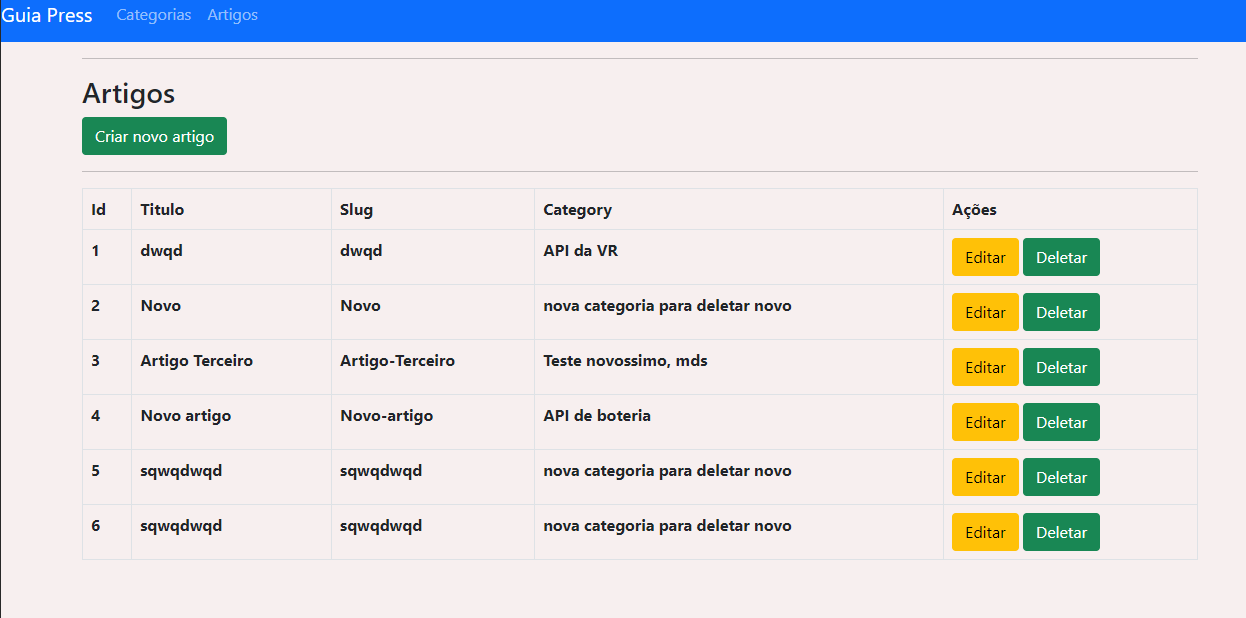 Guia Press Categorias Artigos
Artigos
Criar novo artigo
Id Titulo Slug Category Ações
1 dwqd dwqd API da VR Editar Deletar
2 Novo Novo nova categoria para deletar novo Editar Deletar
3 Artigo Terceiro Artigo-Terceiro Teste novossimo, mds Editar Deletar
4 Novo artigo Novo-artigo API de boteria Editar Deletar
5 sqwqdwqd sqwqdwqd nova categoria para deletar novo Editar Deletar
6 sqwqdwqd sqwqdwqd nova categoria para deletar novo Editar Deletar